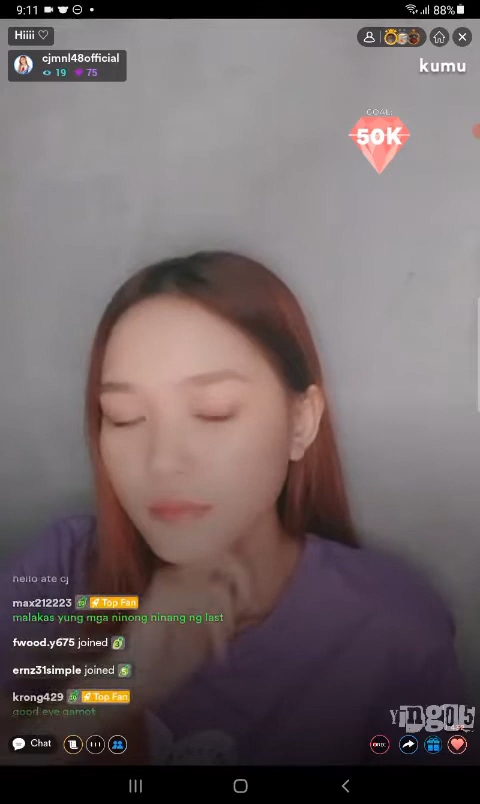 9:11
88%
Hiiii ♡
cjmnl48official
19 75
kumu
GOAL:
50K
hello ate cj
max212223 Top Fan
malakas yung mga ninong ninang ng last
fwood.y675 joined
ernz31simple joined
krong429 Top Fan
good eve gamot
Chat
yingo15